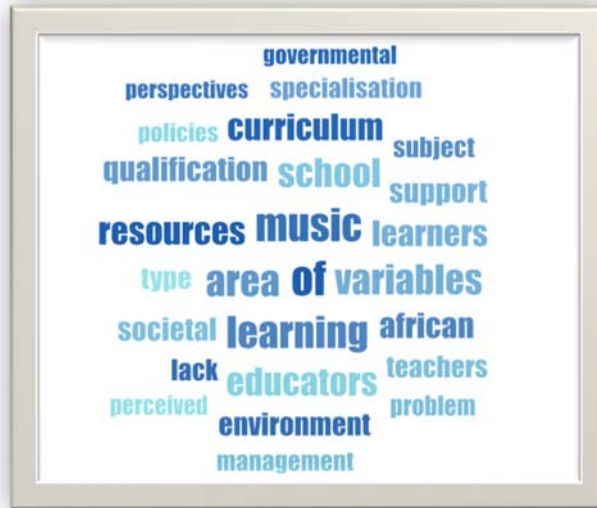 governmental
perspectives specialisation
policies curriculum subject
qualification school support
resources music learners
type area of variables
societal learning african
lack educators teachers
perceived problem
environment
management